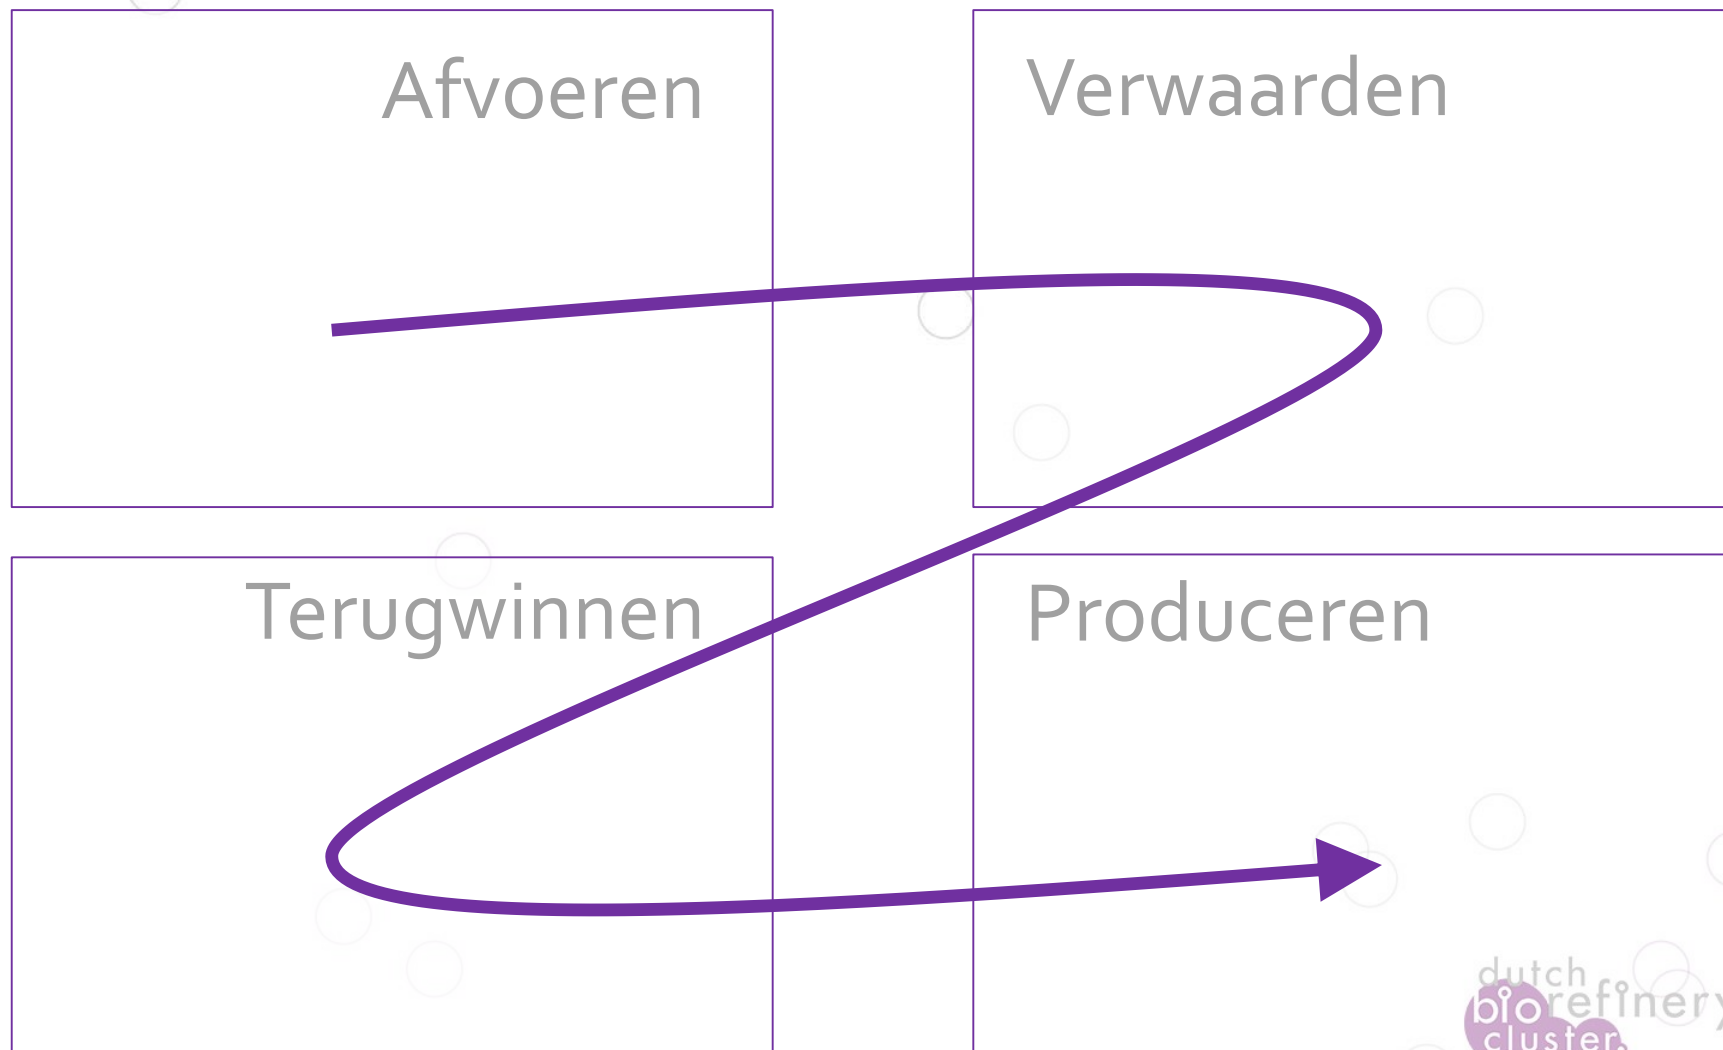 Afvoeren
Verwaarden
Terugwinnen
Produceren
dutch
biorefinery
cluster